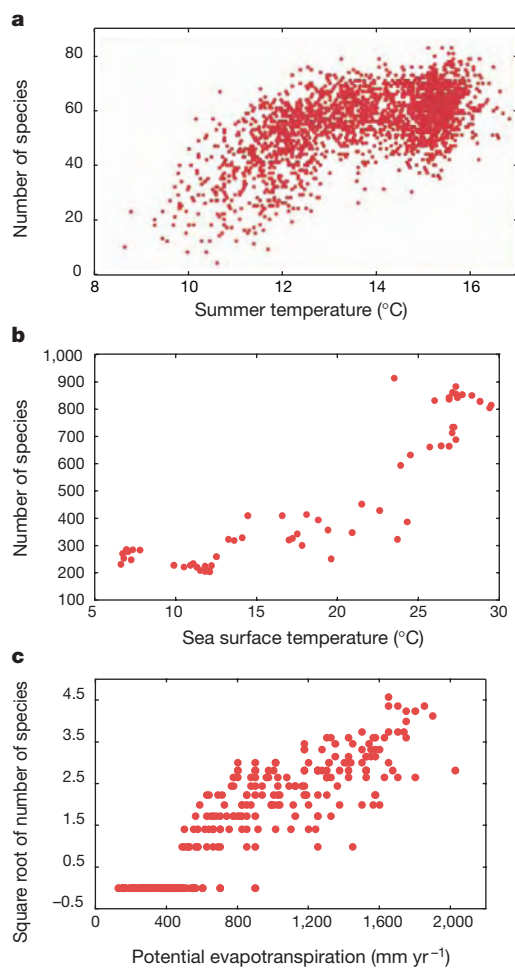 a
80
60
40
20
0
Number of species
8 10 12 14 16
Summer temperature (°C)
b
1,000
900
800
700
600
500
400
300
200
100
Number of species
5 10 15 20 25 30
Sea surface temperature (°C)
c
4.5
3.5
2.5
1.5
0.5
−0.5
Square root of number of species
0 400 800 1,200 1,600 2,000
Potential evapotranspiration (mm yr⁻¹)